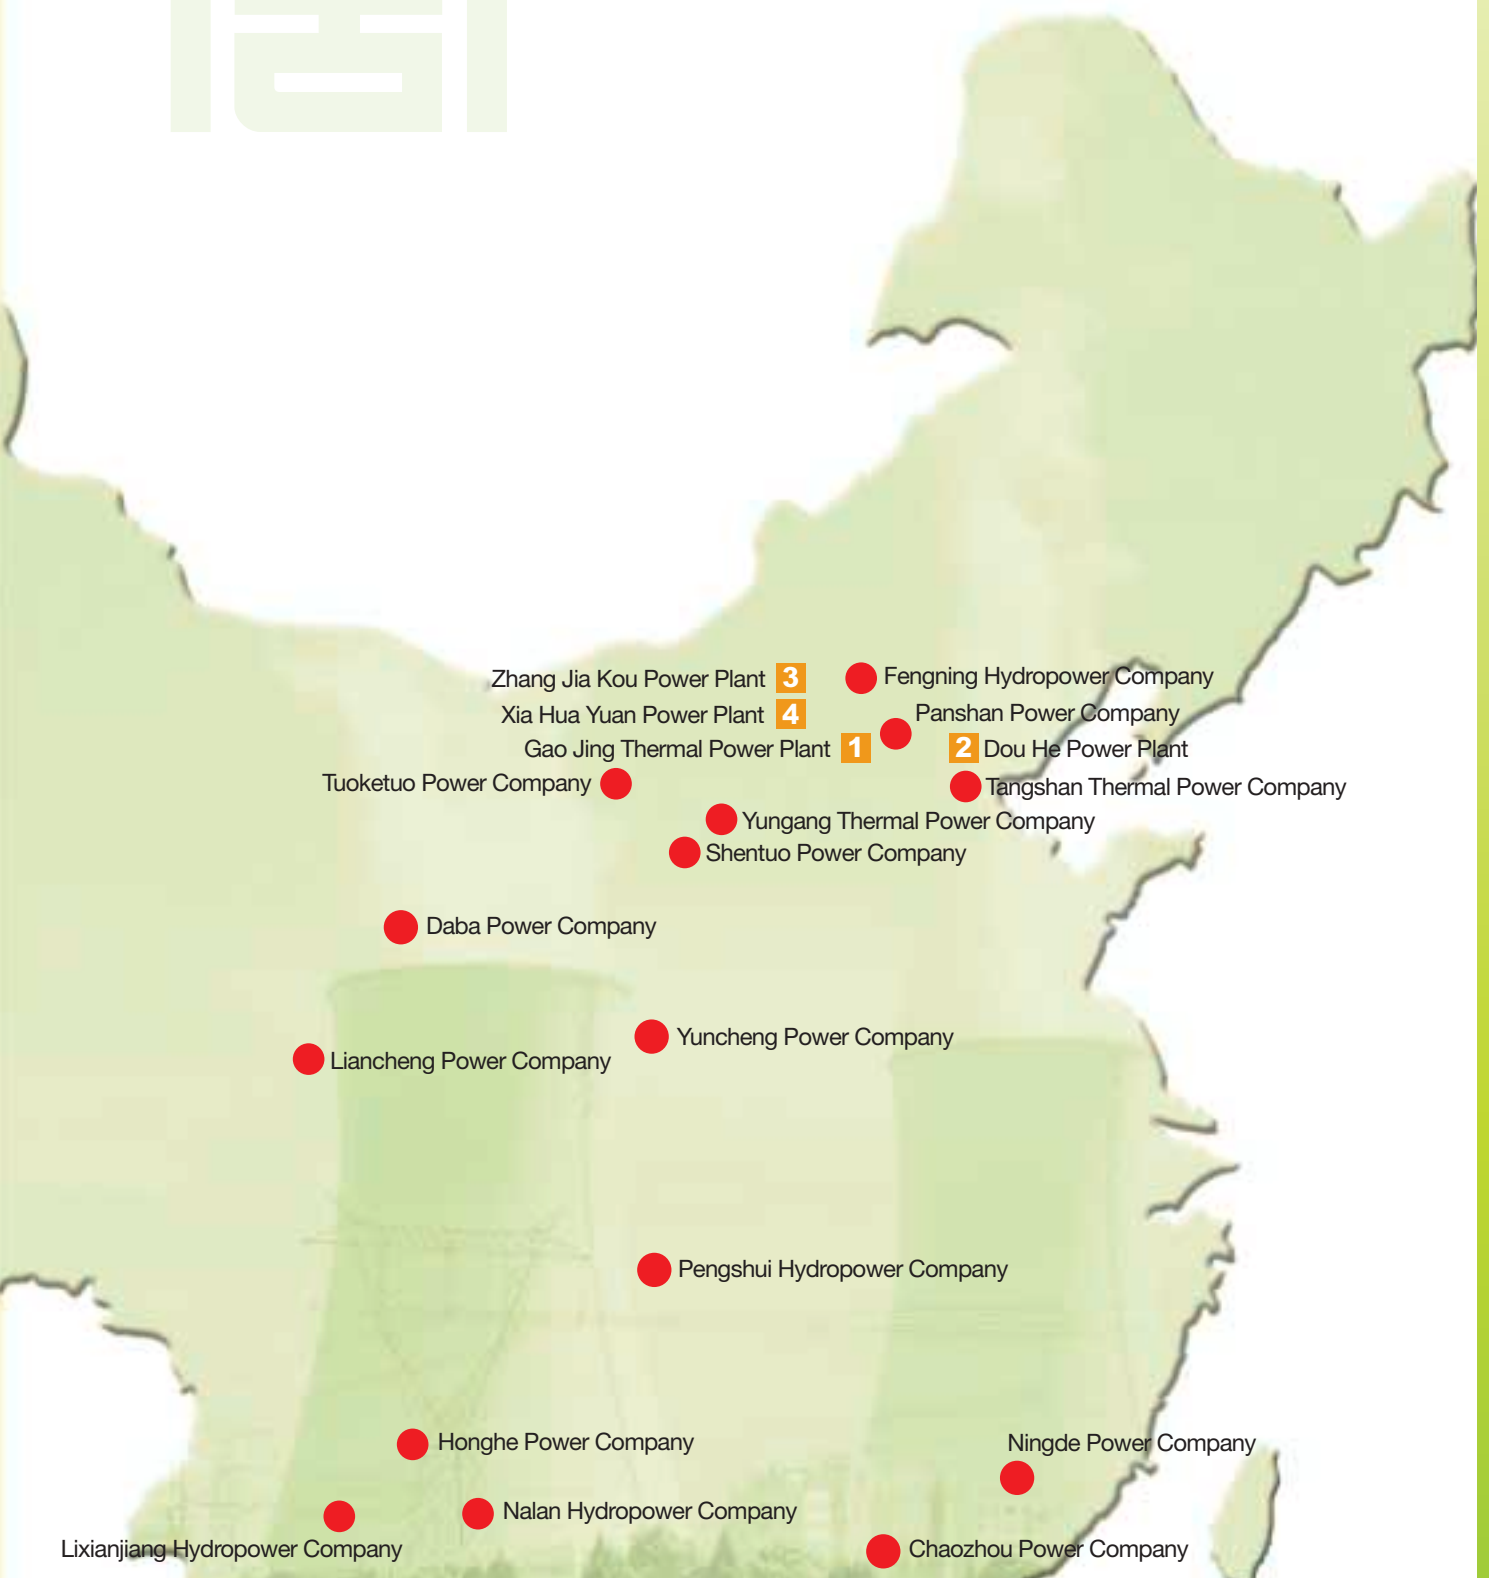 Zhang Jia Kou Power Plant 3
Fengning Hydropower Company
Xia Hua Yuan Power Plant 4
Panshan Power Company
Gao Jing Thermal Power Plant 1
2 Dou He Power Plant
Tuoketuo Power Company
Tangshan Thermal Power Company
Yungang Thermal Power Company
Shentuo Power Company
Daba Power Company
Yuncheng Power Company
Liancheng Power Company
Pengshui Hydropower Company
Honghe Power Company
Ningde Power Company
Nalan Hydropower Company
Lixianjiang Hydropower Company
Chaozhou Power Company